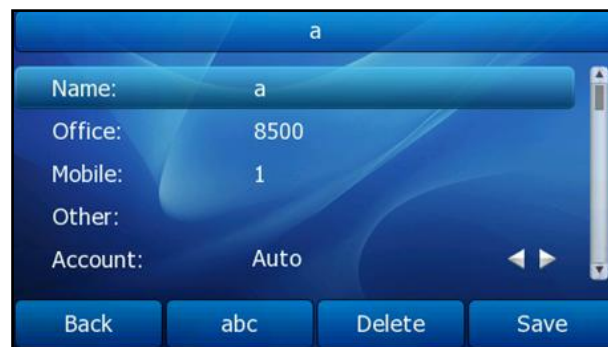 a
Name: a
Office: 8500
Mobile: 1
Other:
Account: Auto
Back abc Delete Save